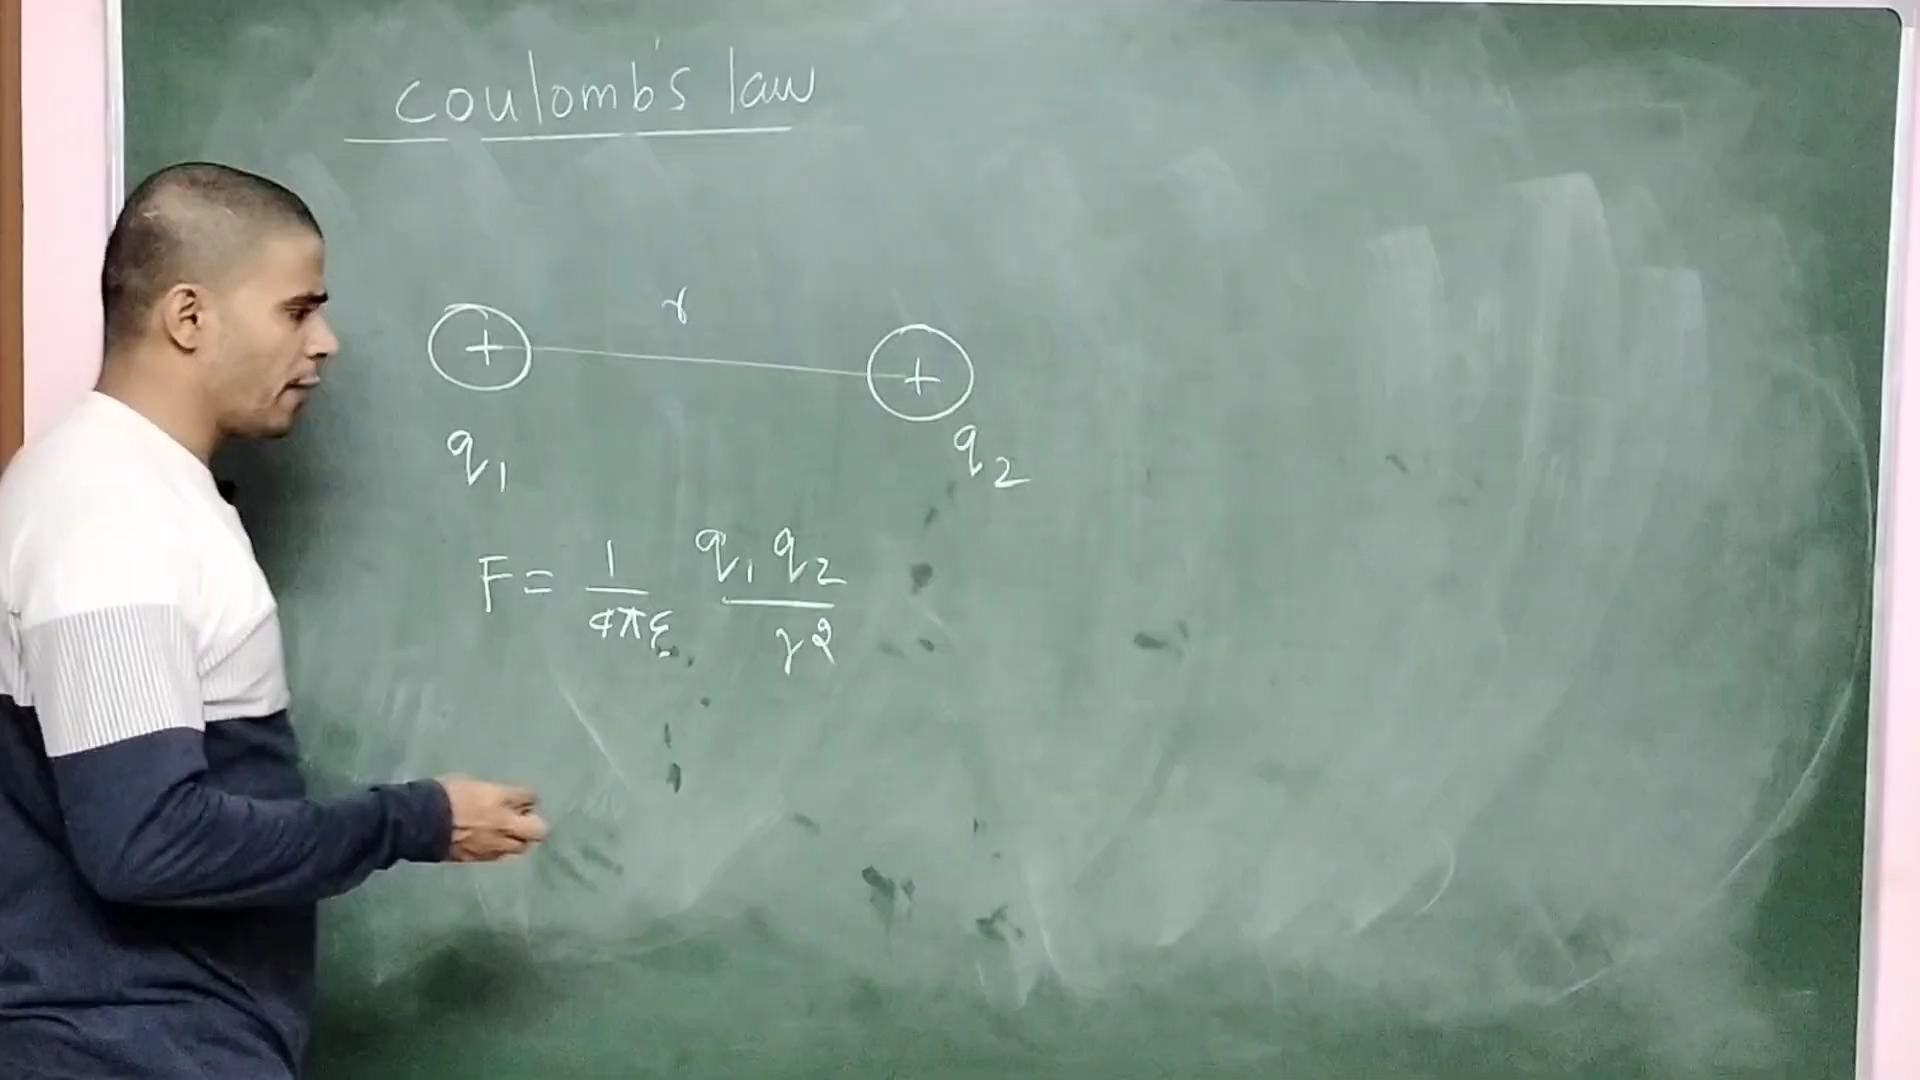 coulomb's law
r
+ +
q₁ q₂
F = 1/4πε₀ q₁q₂/r²